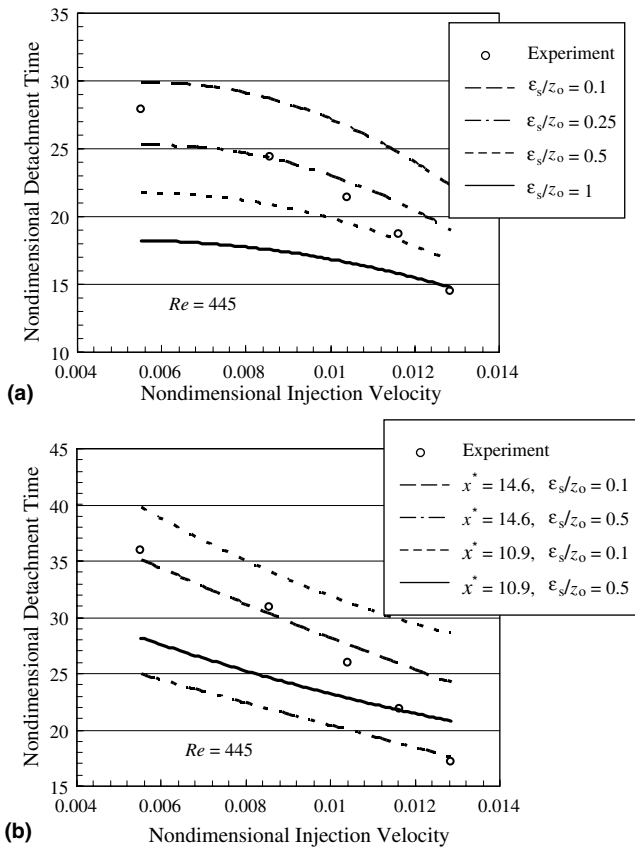 Nondimensional Detachment Time
30
25
20
15
10
35
0.004
0.006
0.008
0.01
0.012
0.014
Nondimensional Injection Velocity
Re = 445
Experiment
εs/zo = 0.1
εs/zo = 0.25
εs/zo = 0.5
εs/zo = 1
(a)
Nondimensional Detachment Time
45
40
35
30
25
20
15
0.004
0.006
0.008
0.01
0.012
0.014
Nondimensional Injection Velocity
Re = 445
Experiment
x* = 14.6, εs/zo = 0.1
x* = 14.6, εs/zo = 0.5
x* = 10.9, εs/zo = 0.1
x* = 10.9, εs/zo = 0.5
(b)